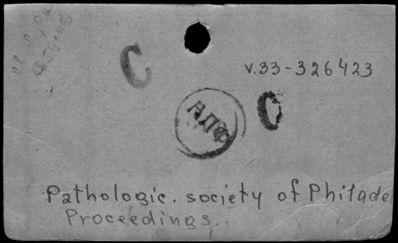 C
v.33-326423
C
Pathologic. society of Philade
Proceedings.